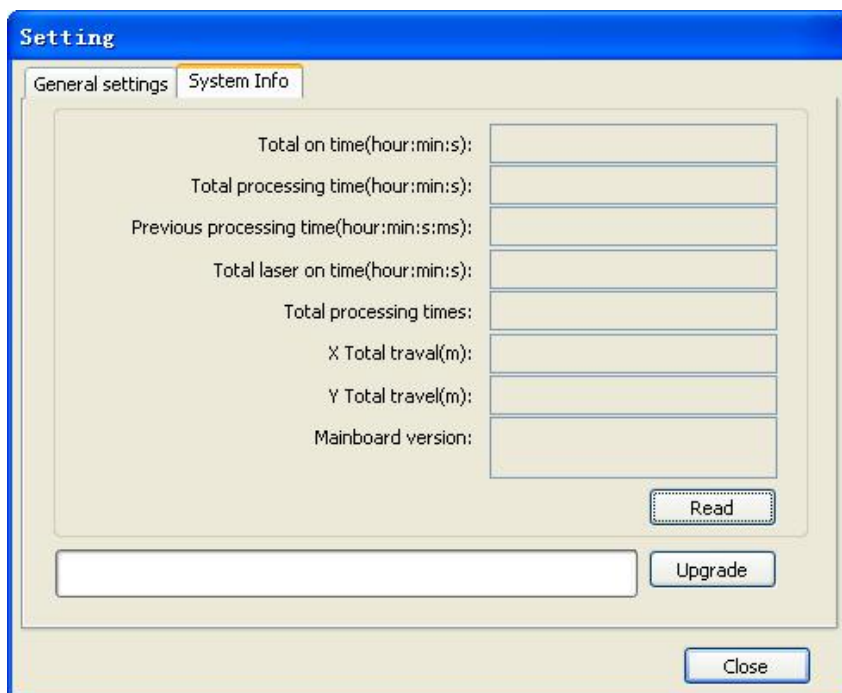 Setting
General settings
System Info
Total on time(hour:min:s):
Total processing time(hour:min:s):
Previous processing time(hour:min:s:ms):
Total laser on time(hour:min:s):
Total processing times:
X Total traval(m):
Y Total travel(m):
Mainboard version:
Read
Upgrade
Close